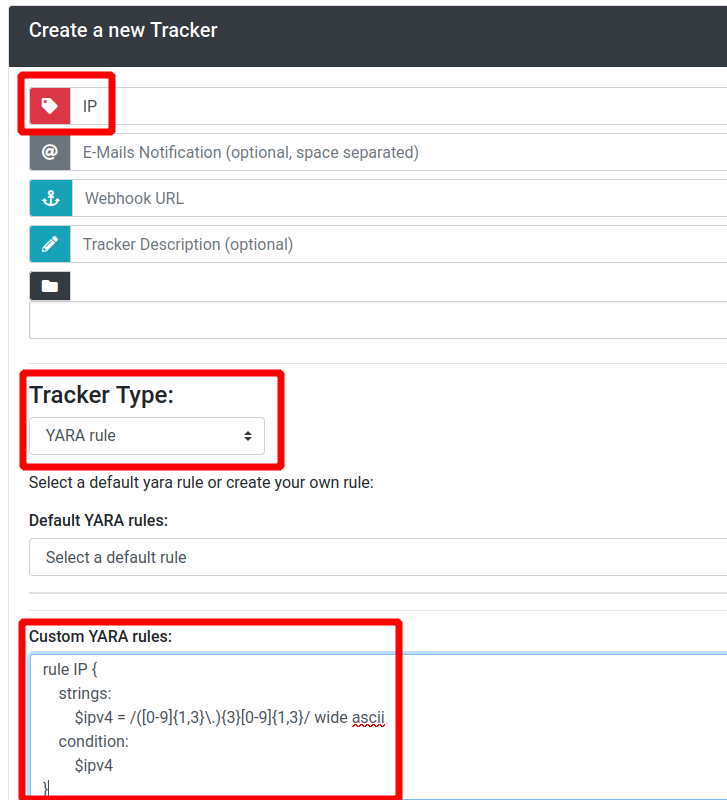 Create a new Tracker
IP
@ E-Mails Notification (optional, space separated)
Webhook URL
Tracker Description (optional)
Tracker Type:
YARA rule
Select a default yara rule or create your own rule:
Default YARA rules:
Select a default rule
Custom YARA rules:
rule IP {
strings:
$ipv4 = /([0-9]{1,3}\.){3}[0-9]{1,3}/ wide ascii
condition:
$ipv4
}